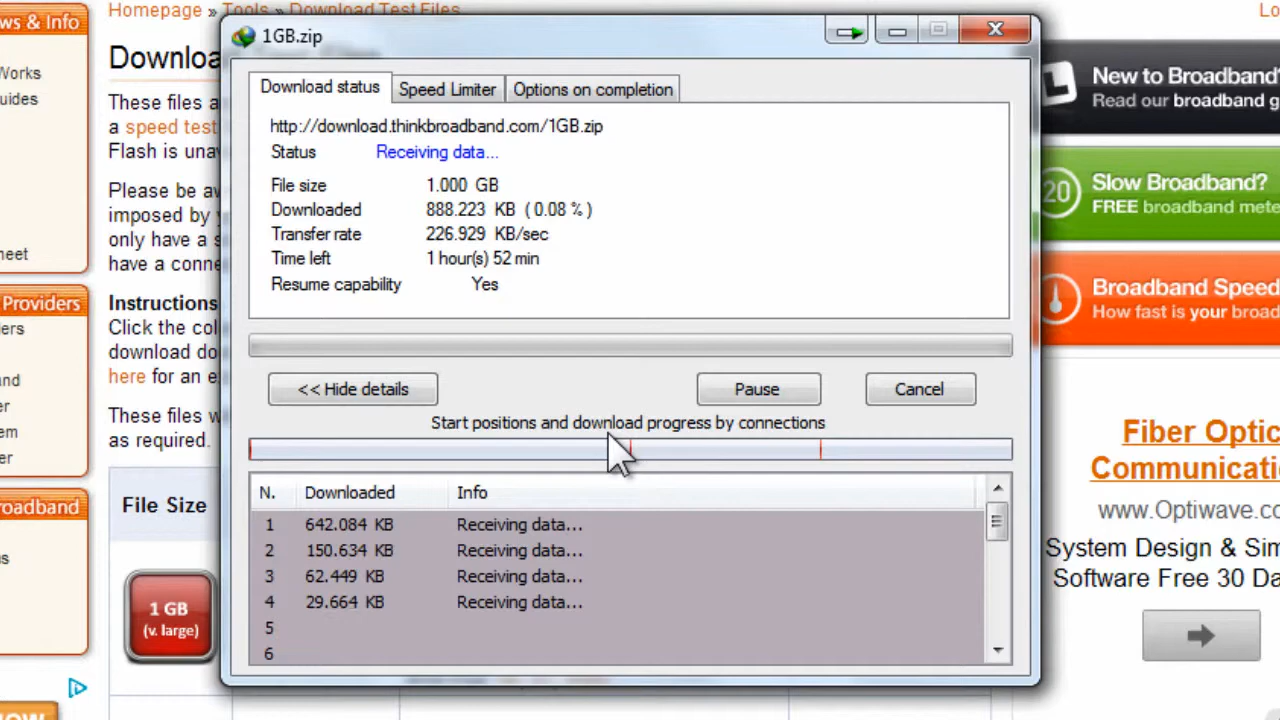 Homepage » Tools » Download Test Files
ws & Info
Works
uides
heet
Providers
ers
and
er
em
er
roadband
us
Downloa
These files a
a speed test
Flash is una
Please be aw
imposed by y
only have a s
have a conne
Instructions
Click the col
download do
here for an e
These files w
as required.
File Size
1 GB
(v. large)
1GB.zip
Download status
Speed Limiter
Options on completion
http://download.thinkbroadband.com/1GB.zip
Status Receiving data...
File size 1.000 GB
Downloaded 888.223 KB ( 0.08 % )
Transfer rate 226.929 KB/sec
Time left 1 hour(s) 52 min
Resume capability Yes
<< Hide details
Pause
Cancel
Start positions and download progress by connections
N. Downloaded Info
1 642.084 KB Receiving data...
2 150.634 KB Receiving data...
3 62.449 KB Receiving data...
4 29.664 KB Receiving data...
5
6
Lo
L
New to Broadband?
Read our broadband g
20
Slow Broadband?
FREE broadband mete
Broadband Speed
How fast is your broad
Fiber Optic
Communicati
www.Optiwave.co
System Design & Sim
Software Free 30 Da